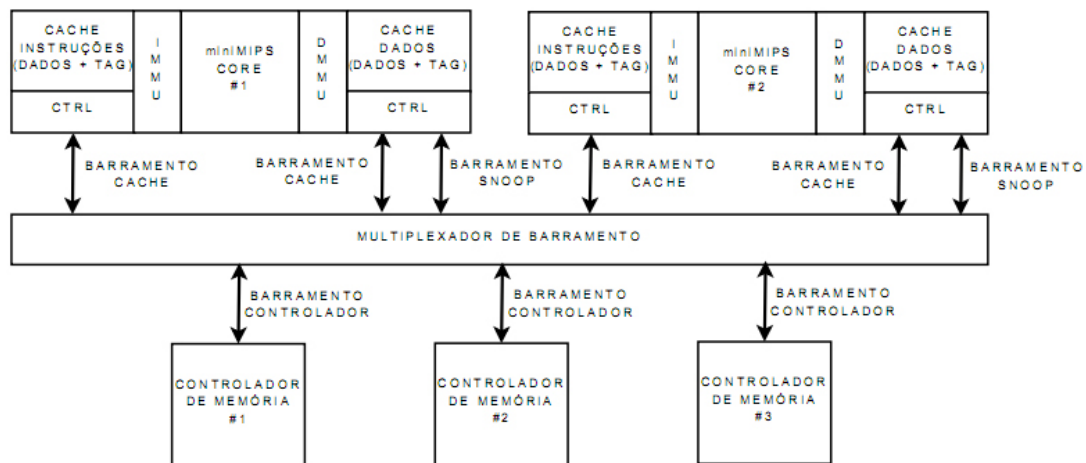 CACHE
INSTRUÇÕES
(DADOS + TAG)
CTRL
I
M
M
U
miniMIPS
CORE
#1
D
M
M
U
CACHE
DADOS
(DADOS + TAG)
CTRL
CACHE
INSTRUÇÕES
(DADOS + TAG)
CTRL
I
M
M
U
miniMIPS
CORE
#2
D
M
M
U
CACHE
DADOS
(DADOS + TAG)
CTRL
BARRAMENTO
CACHE
BARRAMENTO
CACHE
BARRAMENTO
SNOOP
BARRAMENTO
CACHE
BARRAMENTO
CACHE
BARRAMENTO
SNOOP
MULTIPLEXADOR DE BARRAMENTO
BARRAMENTO
CONTROLADOR
BARRAMENTO
CONTROLADOR
BARRAMENTO
CONTROLADOR
CONTROLADOR
DE MEMÓRIA
#1
CONTROLADOR
DE MEMÓRIA
#2
CONTROLADOR
DE MEMÓRIA
#3